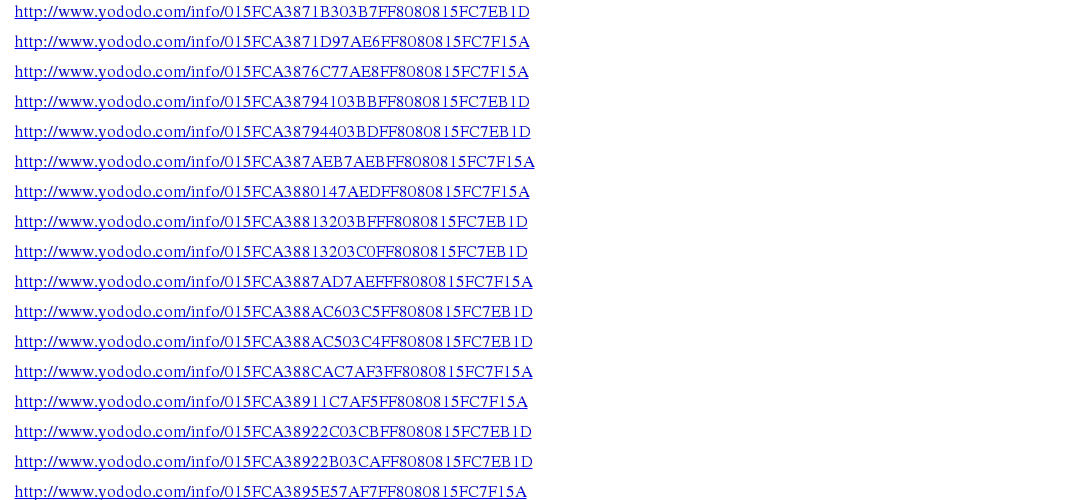 http://www.yododo.com/info/015FCA3871B303B7FF8080815FC7EB1D
http://www.yododo.com/info/015FCA3871D97AE6FF8080815FC7F15A
http://www.yododo.com/info/015FCA3876C77AE8FF8080815FC7F15A
http://www.yododo.com/info/015FCA38794103BBFF8080815FC7EB1D
http://www.yododo.com/info/015FCA38794403BDFF8080815FC7EB1D
http://www.yododo.com/info/015FCA387AEB7AEBFF8080815FC7F15A
http://www.yododo.com/info/015FCA3880147AEDFF8080815FC7F15A
http://www.yododo.com/info/015FCA38813203BFFF8080815FC7EB1D
http://www.yododo.com/info/015FCA38813203C0FF8080815FC7EB1D
http://www.yododo.com/info/015FCA3887AD7AEFFF8080815FC7F15A
http://www.yododo.com/info/015FCA388AC603C5FF8080815FC7EB1D
http://www.yododo.com/info/015FCA388AC503C4FF8080815FC7EB1D
http://www.yododo.com/info/015FCA388CAC7AF3FF8080815FC7F15A
http://www.yododo.com/info/015FCA38911C7AF5FF8080815FC7F15A
http://www.yododo.com/info/015FCA38922C03CBFF8080815FC7EB1D
http://www.yododo.com/info/015FCA38922B03CAFF8080815FC7EB1D
http://www.yododo.com/info/015FCA3895E57AF7FF8080815FC7F15A